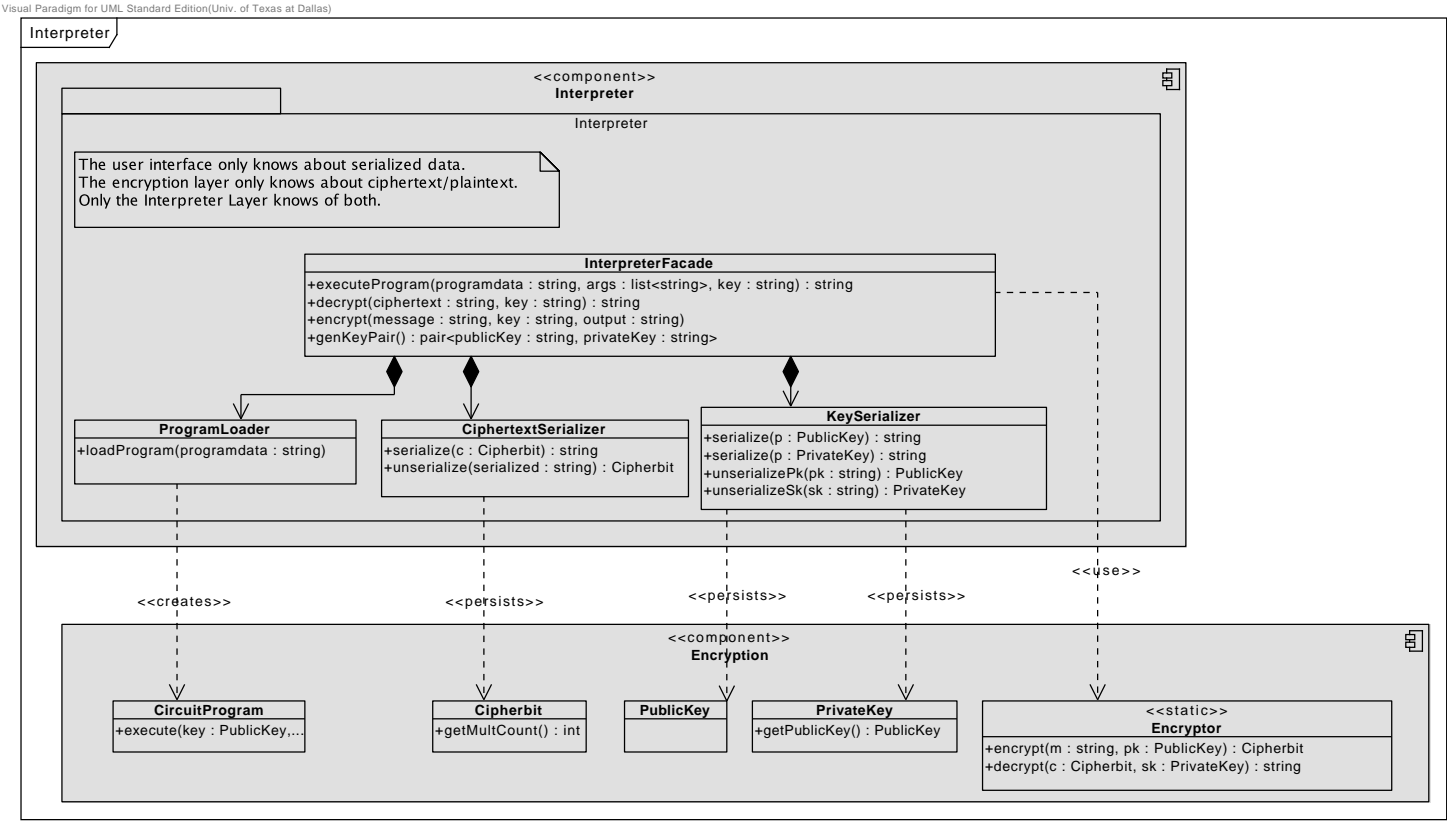 Visual Paradigm for UML Standard Edition(Univ. of Texas at Dallas)
Interpreter
<<component>>
Interpreter
Interpreter
The user interface only knows about serialized data.
The encryption layer only knows about ciphertext/plaintext.
Only the Interpreter Layer knows of both.
InterpreterFacade
+executeProgram(programdata : string, args : list<string>, key : string) : string
+decrypt(ciphertext : string, key : string) : string
+encrypt(message : string, key : string, output : string)
+genKeyPair() : pair<publicKey : string, privateKey : string>
ProgramLoader
+loadProgram(programdata : string)
CiphertextSerializer
+serialize(c : Cipherbit) : string
+unserialize(serialized : string) : Cipherbit
KeySerializer
+serialize(p : PublicKey) : string
+serialize(p : PrivateKey) : string
+unserializePk(pk : string) : PublicKey
+unserializeSk(sk : string) : PrivateKey
<<use>>
<<creates>>
<<persists>>
<<persists>>
<<persists>>
<<component>>
Encryption
CircuitProgram
+execute(key : PublicKey,...
Cipherbit
+getMultCount() : int
PublicKey
PrivateKey
+getPublicKey() : PublicKey
<<static>>
Encryptor
+encrypt(m : string, pk : PublicKey) : Cipherbit
+decrypt(c : Cipherbit, sk : PrivateKey) : string